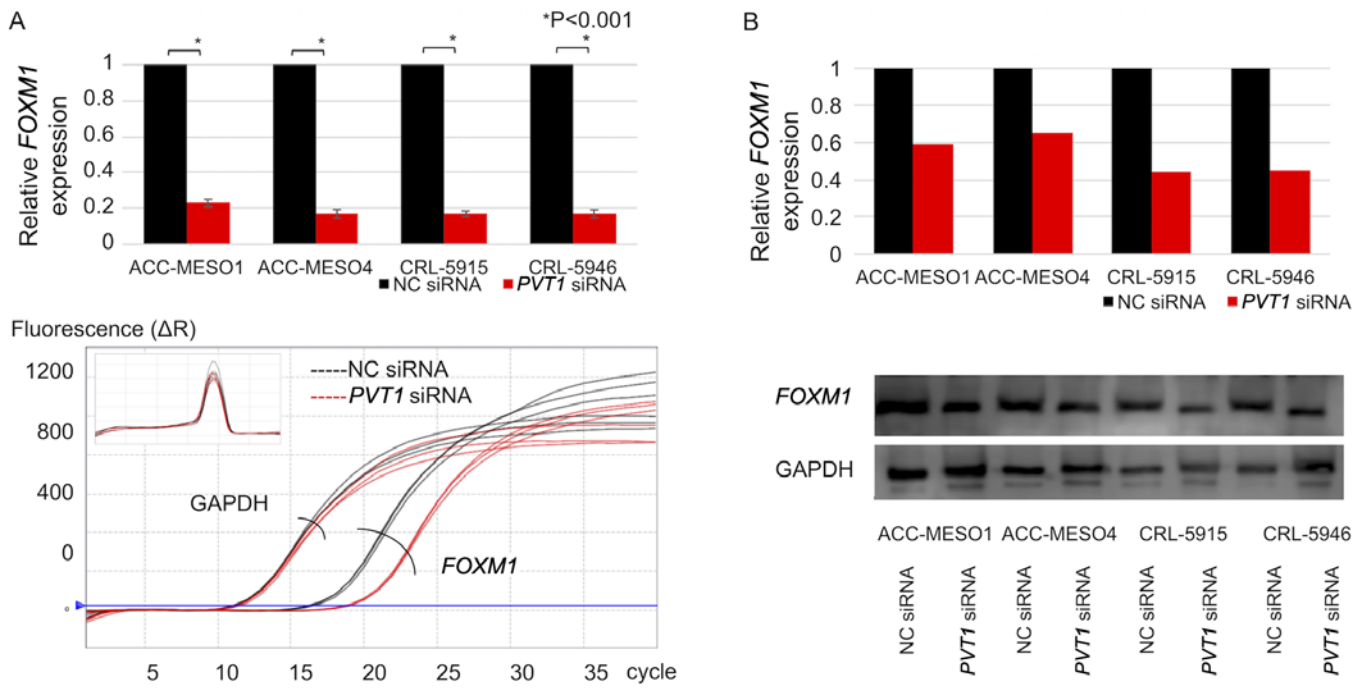 A
*P<0.001
* * * *
Relative FOXM1
expression
1
0.8
0.6
0.4
0.2
0
ACC-MESO1 ACC-MESO4 CRL-5915 CRL-5946
NC siRNA PVT1 siRNA
Fluorescence (ΔR)
1200
800
400
0
NC siRNA
PVT1 siRNA
GAPDH
FOXM1
5 10 15 20 25 30 35 cycle
B
Relative FOXM1
expression
1
0.8
0.6
0.4
0.2
0
ACC-MESO1 ACC-MESO4 CRL-5915 CRL-5946
NC siRNA PVT1 siRNA
FOXM1
GAPDH
ACC-MESO1 ACC-MESO4 CRL-5915 CRL-5946
NC siRNA
PVT1 siRNA
NC siRNA
PVT1 siRNA
NC siRNA
PVT1 siRNA
NC siRNA
PVT1 siRNA